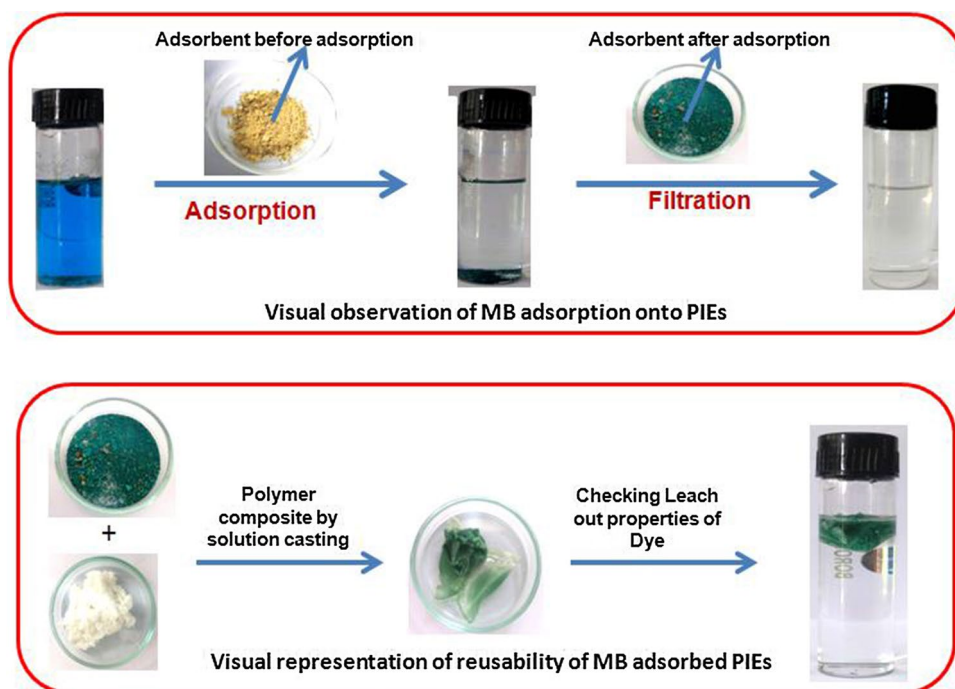 Adsorbent before adsorption
Adsorbent after adsorption
Adsorption
Filtration
Visual observation of MB adsorption onto PIEs
+
Polymer
composite by
solution casting
Checking Leach
out properties of
Dye
BORO
Visual representation of reusability of MB adsorbed PIEs